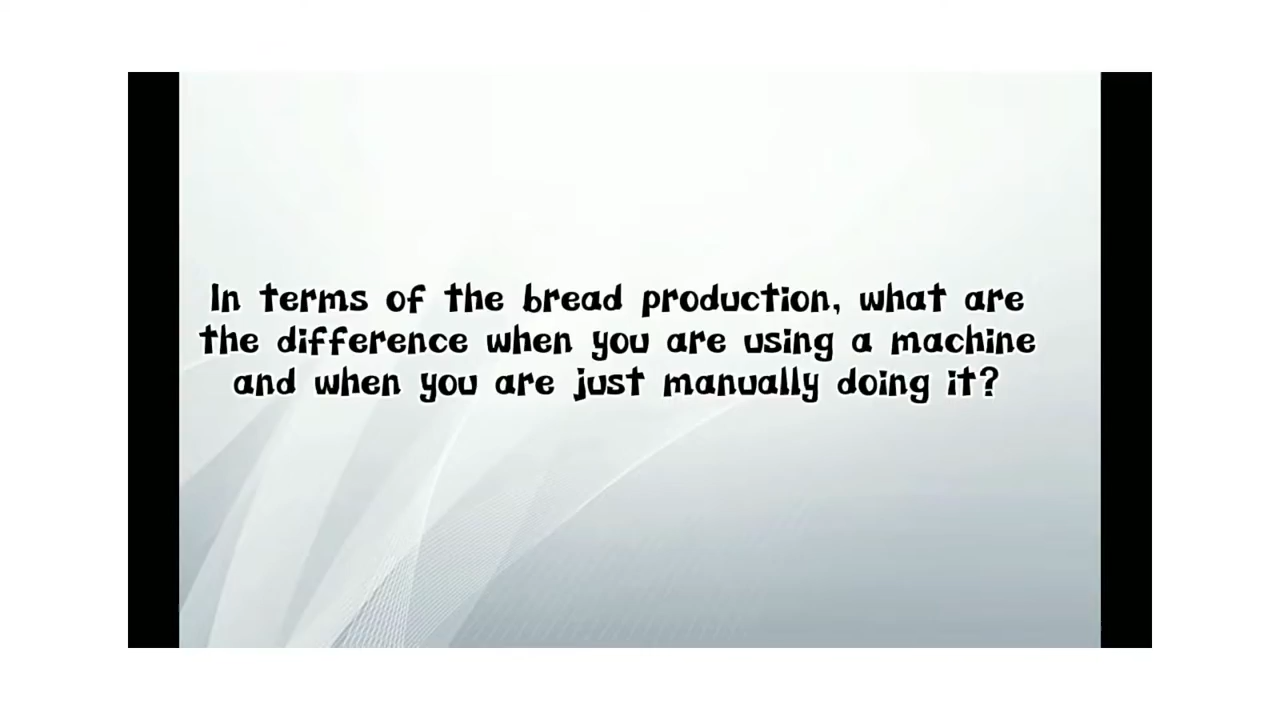 In terms of the bread production, what are
the difference when you are using a machine
and when you are just manually doing it?